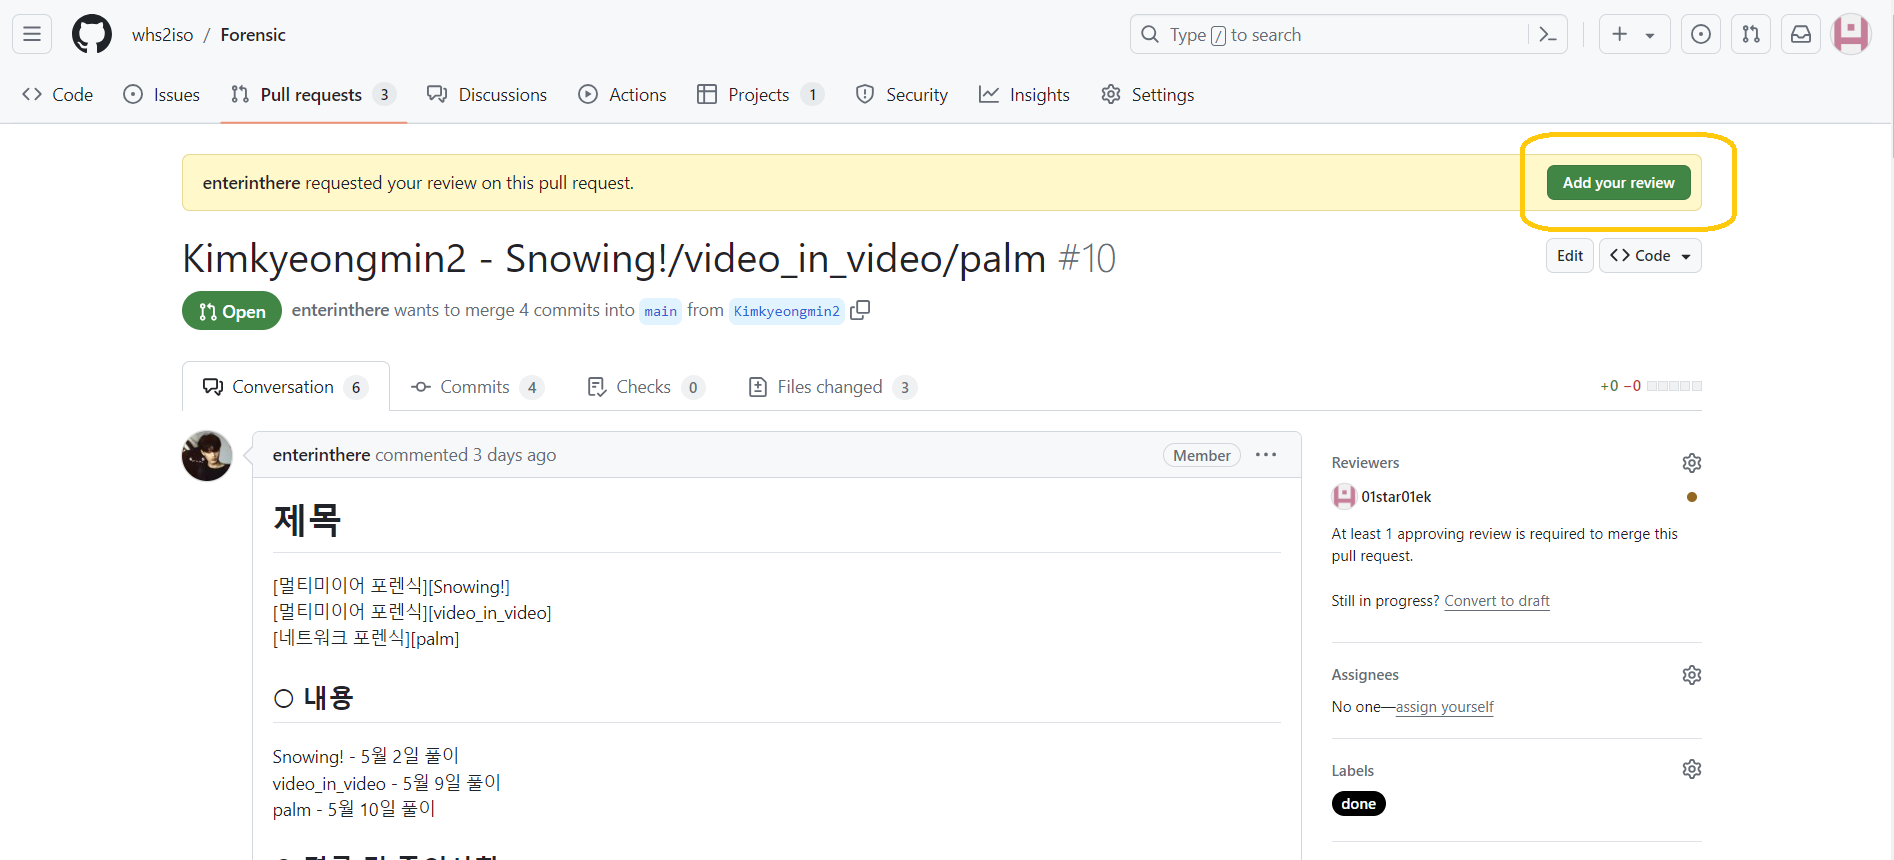 whs2iso / Forensic
Type / to search
Code
Issues
Pull requests 3
Discussions
Actions
Projects 1
Security
Insights
Settings
enterinthere requested your review on this pull request.
Add your review
Kimkyeongmin2 - Snowing!/video_in_video/palm #10
Edit
Code
Open
enterinthere wants to merge 4 commits into main from Kimkyeongmin2
Conversation 6
Commits 4
Checks 0
Files changed 3
+0 −0
enterinthere commented 3 days ago
Member
제목
[멀티미이어 포렌식][Snowing!]
[멀티미이어 포렌식][video_in_video]
[네트워크 포렌식][palm]
○ 내용
Snowing! - 5월 2일 풀이
video_in_video - 5월 9일 풀이
palm - 5월 10일 풀이
Reviewers
01star01ek
At least 1 approving review is required to merge this
pull request.
Still in progress? Convert to draft
Assignees
No one—assign yourself
Labels
done